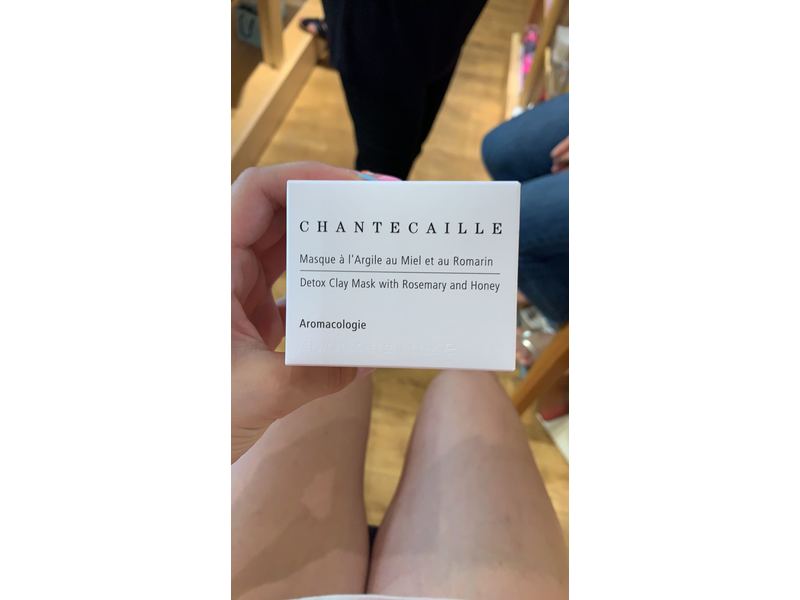 CHANTECAILLE
Masque à l'Argile au Miel et au Romarin
Detox Clay Mask with Rosemary and Honey
Aromacologie